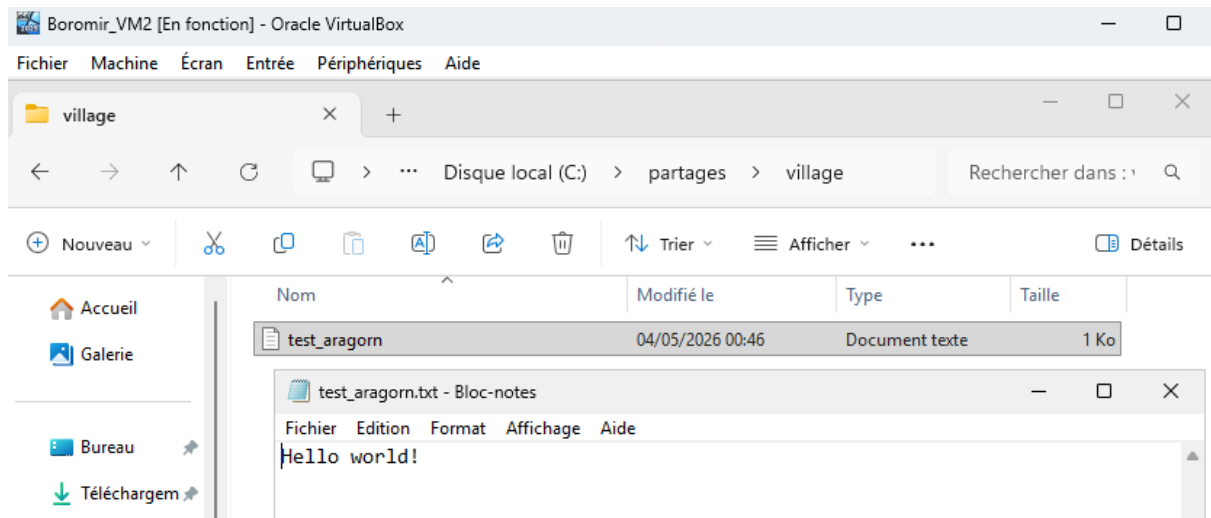 Boromir_VM2 [En fonction] - Oracle VirtualBox
Fichier Machine Écran Entrée Périphériques Aide
village
Disque local (C:) > partages > village
Rechercher dans : v
Nouveau
Trier
Afficher
Détails
Accueil
Galerie
Bureau
Téléchargem
Nom Modifié le Type Taille
test_aragorn 04/05/2026 00:46 Document texte 1 Ko
test_aragorn.txt - Bloc-notes
Fichier Edition Format Affichage Aide
Hello world!